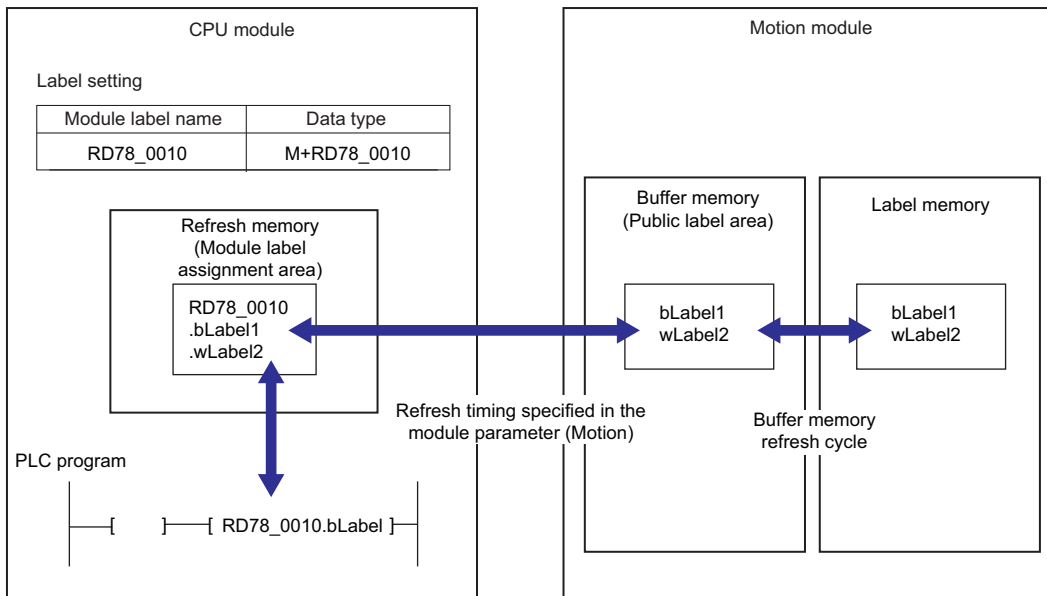 CPU module
Label setting
Module label name
Data type
RD78_0010
M+RD78_0010
Refresh memory
(Module label
assignment area)
RD78_0010
.bLabel1
.wLabel2
PLC program
[ ] [ RD78_0010.bLabel ]
Refresh timing specified in the
module parameter (Motion)
Motion module
Buffer memory
(Public label area)
bLabel1
wLabel2
Label memory
bLabel1
wLabel2
Buffer memory
refresh cycle